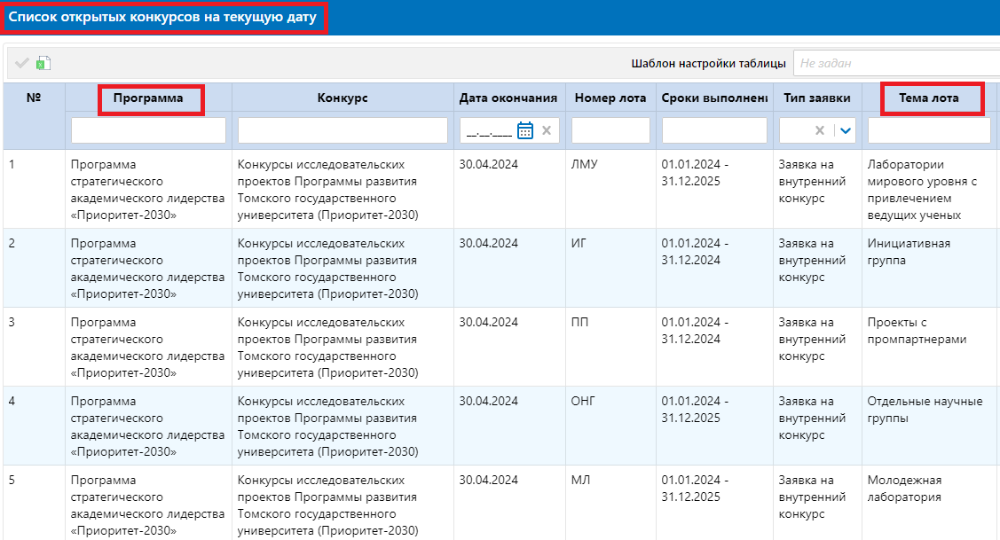 Список открытых конкурсов на текущую дату
Шаблон настройки таблицы Не задан
№ Программа Конкурс Дата окончания Номер лота Сроки выполнени Тип заявки Тема лота
__.__.____
1 Программа Конкурсы исследовательских 30.04.2024 ЛМУ 01.01.2024 - Заявка на Лаборатории
стратегического проектов Программы развития 31.12.2025 внутренний мирового уровня с
академического лидерства Томского государственного конкурс привлечением
«Приоритет-2030» университета (Приоритет-2030) ведущих ученых
2 Программа Конкурсы исследовательских 30.04.2024 ИГ 01.01.2024 - Заявка на Инициативная
стратегического проектов Программы развития 31.12.2024 внутренний группа
академического лидерства Томского государственного конкурс
«Приоритет-2030» университета (Приоритет-2030)
3 Программа Конкурсы исследовательских 30.04.2024 ПП 01.01.2024 - Заявка на Проекты с
стратегического проектов Программы развития 31.12.2024 внутренний промпартнерами
академического лидерства Томского государственного конкурс
«Приоритет-2030» университета (Приоритет-2030)
4 Программа Конкурсы исследовательских 30.04.2024 ОНГ 01.01.2024 - Заявка на Отдельные научные
стратегического проектов Программы развития 31.12.2025 внутренний группы
академического лидерства Томского государственного конкурс
«Приоритет-2030» университета (Приоритет-2030)
5 Программа Конкурсы исследовательских 30.04.2024 МЛ 01.01.2024 - Заявка на Молодежная
стратегического проектов Программы развития 31.12.2025 внутренний лаборатория
академического лидерства Томского государственного конкурс
«Приоритет-2030» университета (Приоритет-2030)